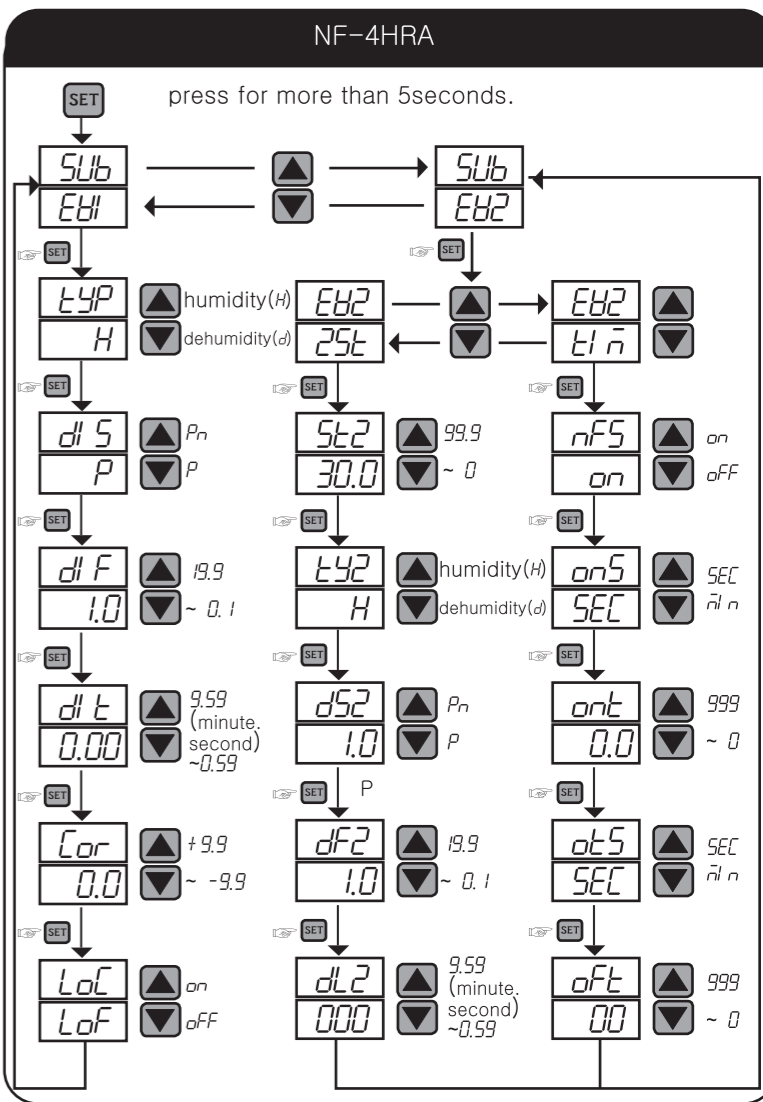 NF-4HRA
SET
press for more than 5seconds.
SUb
EV1
SUb
EV2
SET
SET
tYP
H
humidity(H)
dehumidity(d)
EV2
2St
EV2
tIm
SET
SET
SET
dIS
P
Pn
P
St2
30.0
99.9
~ 0
nFS
on
on
oFF
SET
SET
SET
dIF
1.0
19.9
~ 0.1
tY2
H
humidity(H)
dehumidity(d)
onS
SEC
SEC
mIn
SET
SET
SET
dIt
0.00
9.59
(minute.
second)
~0.59
dS2
1.0
Pn
P
ont
0.0
999
~ 0
SET
SET
P
SET
Cor
0.0
+9.9
~ -9.9
dF2
1.0
19.9
~ 0.1
otS
SEC
SEC
mIn
SET
SET
SET
LoC
LoF
on
oFF
dL2
000
9.59
(minute.
second)
~0.59
oFt
00
999
~ 0